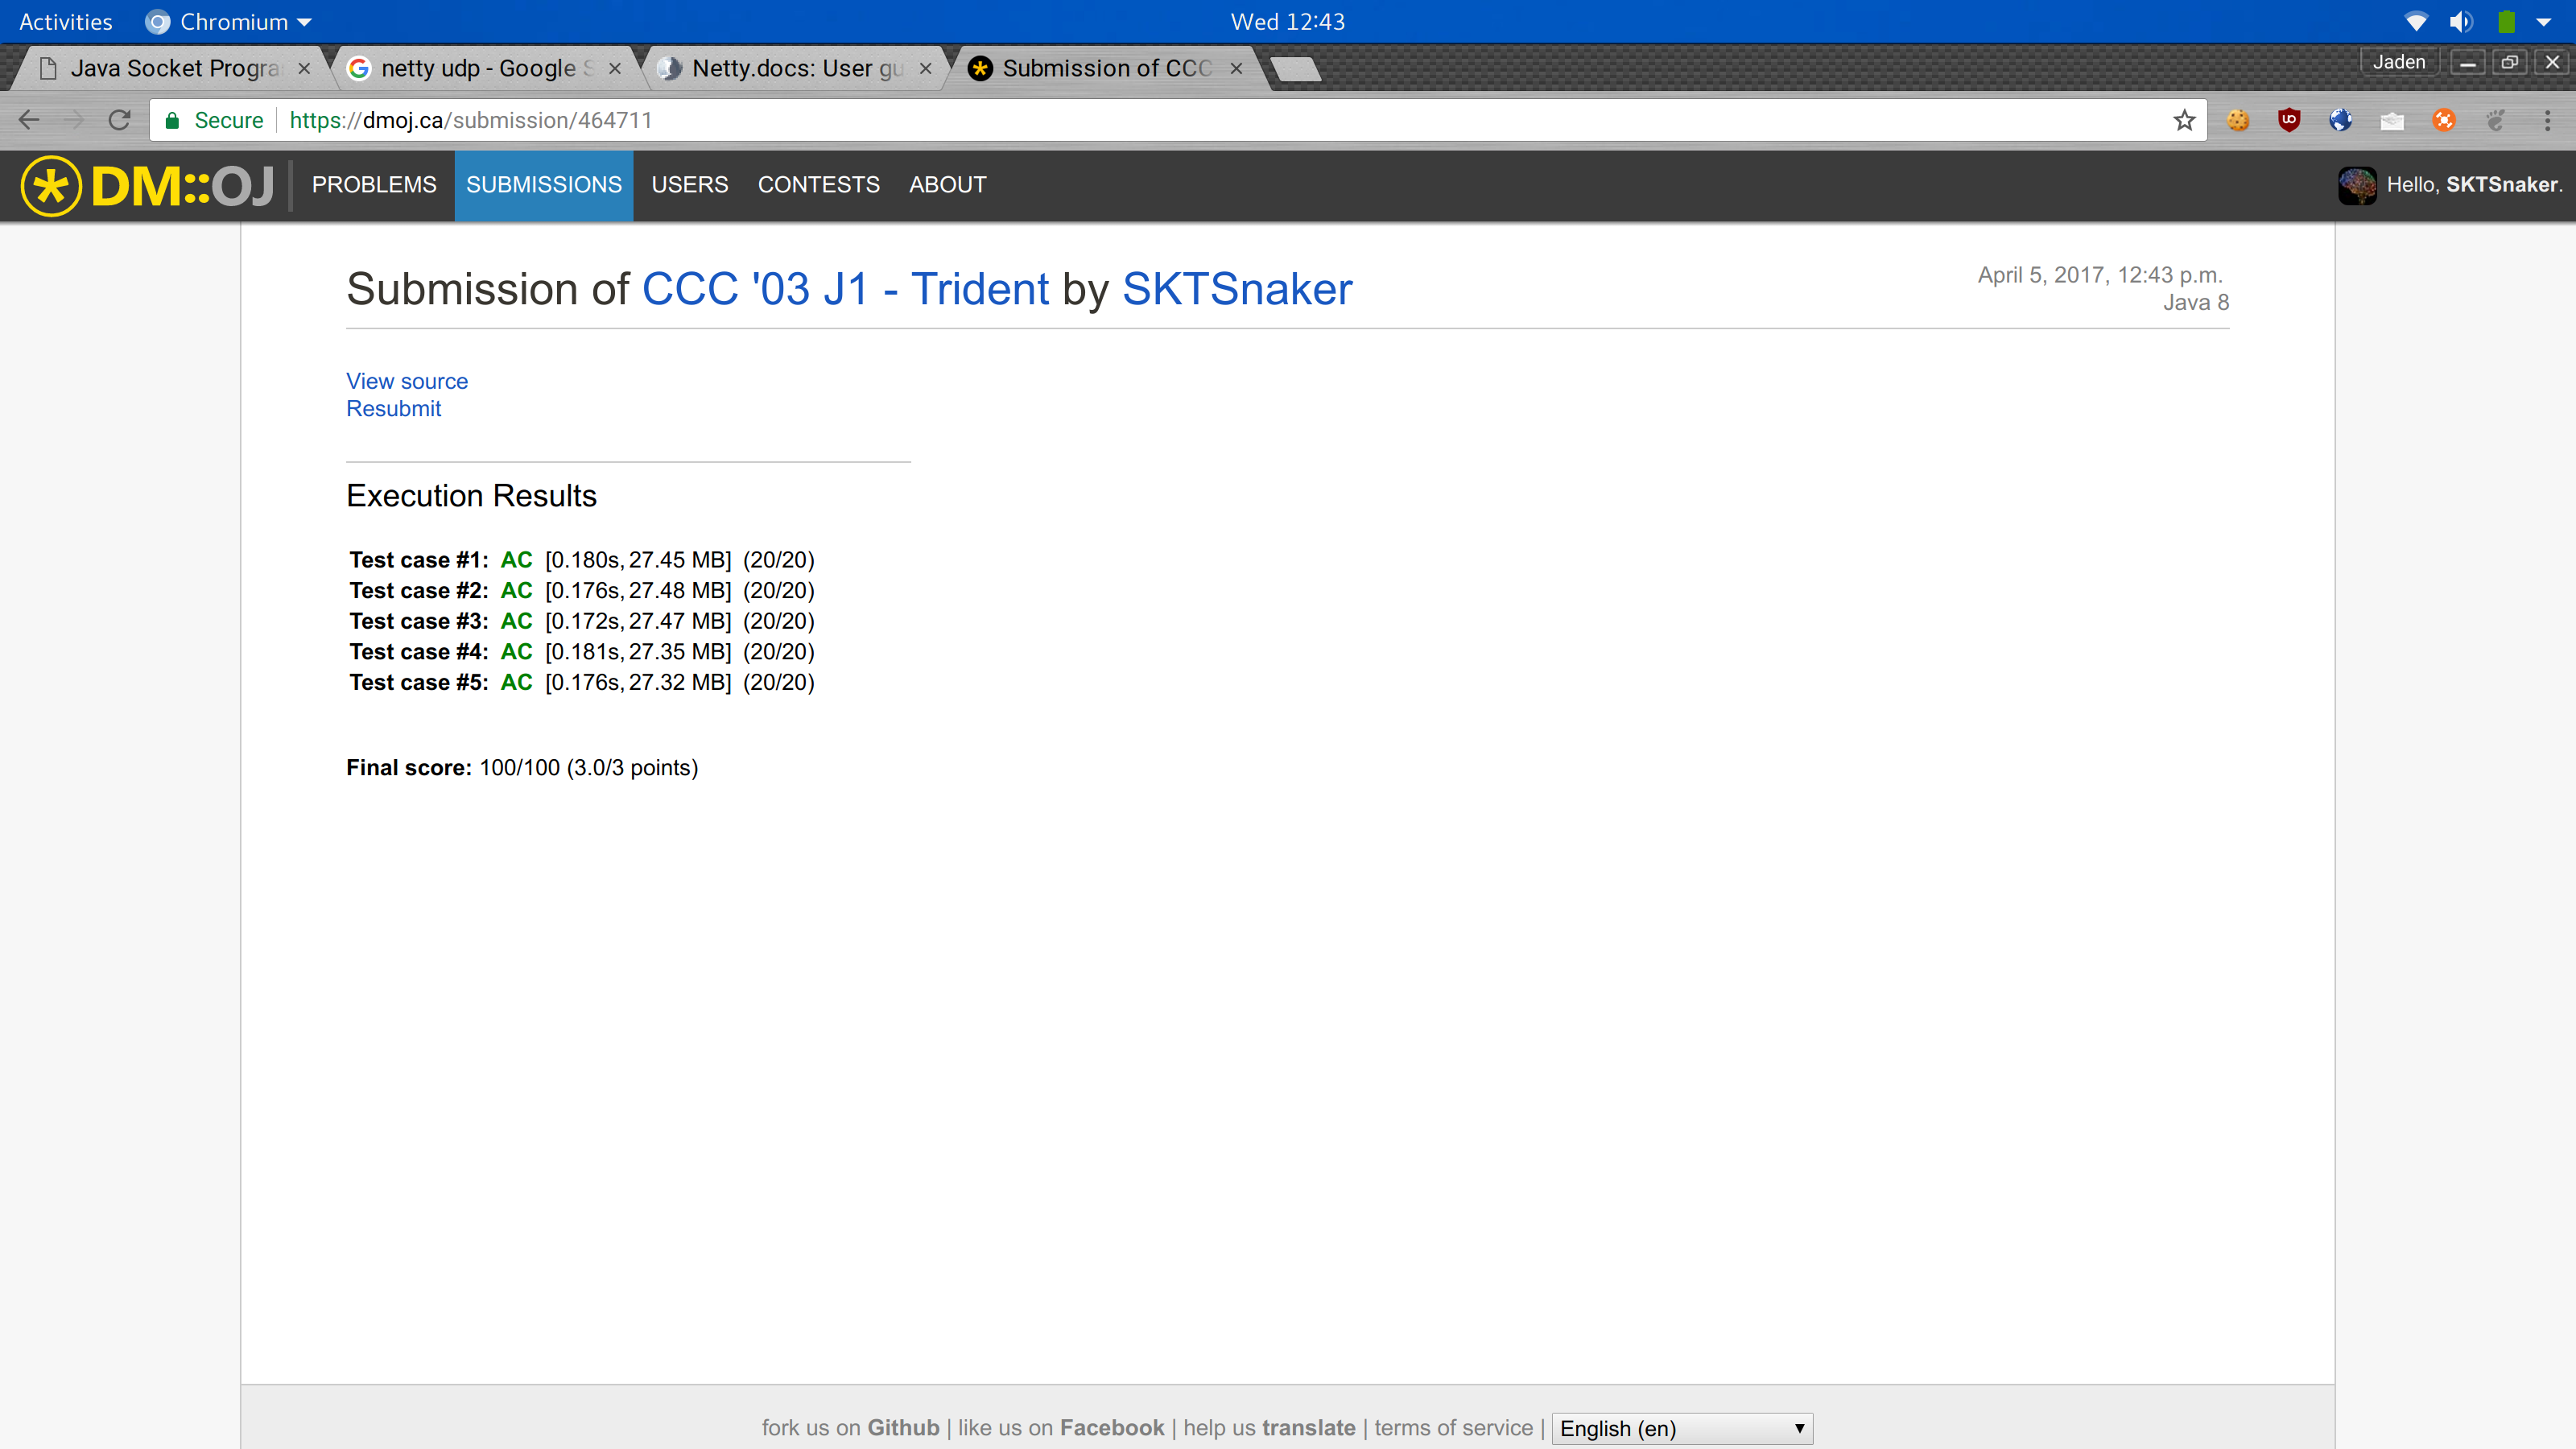 Activities Chromium Wed 12:43
Java Socket Progra netty udp - Google S Netty.docs: User gu Submission of CCC Jaden
Secure https://dmoj.ca/submission/464711
DM::OJ PROBLEMS SUBMISSIONS USERS CONTESTS ABOUT Hello, SKTSnaker.
Submission of CCC '03 J1 - Trident by SKTSnaker
April 5, 2017, 12:43 p.m.
Java 8
View source
Resubmit
Execution Results
Test case #1: AC [0.180s, 27.45 MB] (20/20)
Test case #2: AC [0.176s, 27.48 MB] (20/20)
Test case #3: AC [0.172s, 27.47 MB] (20/20)
Test case #4: AC [0.181s, 27.35 MB] (20/20)
Test case #5: AC [0.176s, 27.32 MB] (20/20)
Final score: 100/100 (3.0/3 points)
fork us on Github | like us on Facebook | help us translate | terms of service | English (en)